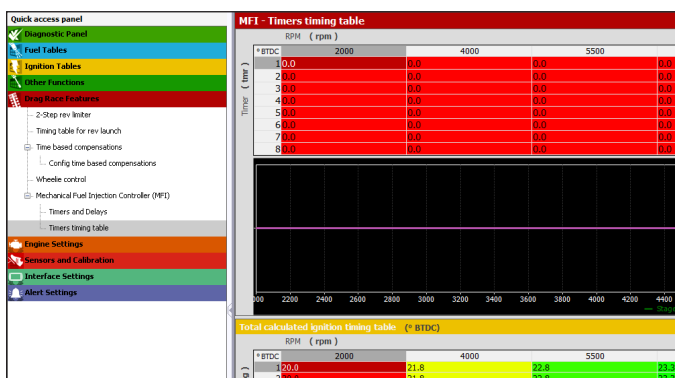 Quick access panel
Diagnostic Panel
Fuel Tables
Ignition Tables
Other Functions
Drag Race Features
2-Step rev limiter
Timing table for rev launch
Time based compensations
Config time based compensations
Wheelie control
Mechanical Fuel Injection Controller (MFI)
Timers and Delays
Timers timing table
Engine Settings
Sensors and Calibration
Interface Settings
Alert Settings
MFI - Timers timing table
RPM ( rpm )
Timer ( tmr )
°BTDC 2000 4000 5500
1 0.0 0.0 0.0 0.0
2 0.0 0.0 0.0 0.0
3 0.0 0.0 0.0 0.0
4 0.0 0.0 0.0 0.0
5 0.0 0.0 0.0 0.0
6 0.0 0.0 0.0 0.0
7 0.0 0.0 0.0 0.0
8 0.0 0.0 0.0 0.0
2200 2400 2600 2800 3000 3200 3400 3600 3800 4000 4200 4400
Stag
Total calculated ignition timing table (° BTDC)
RPM ( rpm )
°BTDC 2000 4000 5500
1 20.0 21.8 22.8 23.3